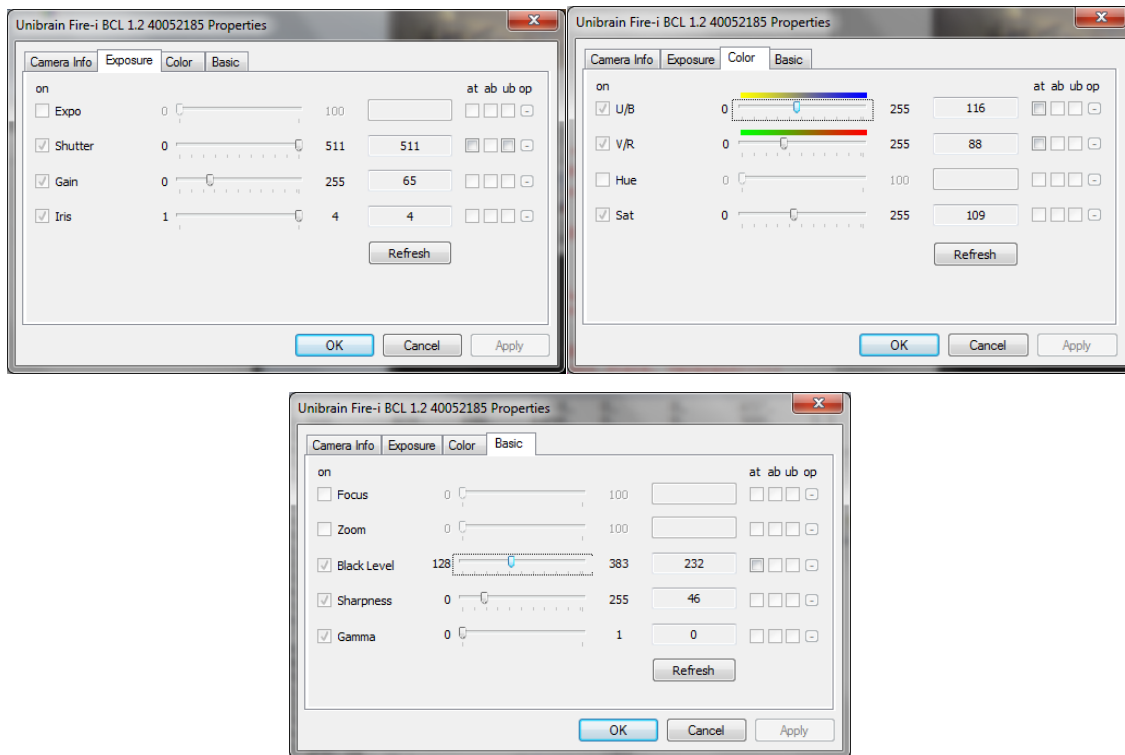 Unibrain Fire-i BCL 1.2 40052185 Properties
Camera Info Exposure Color Basic
on at ab ub op
Expo 0 100
Shutter 0 511 511
Gain 0 255 65
Iris 1 4 4
Refresh
OK Cancel Apply
Unibrain Fire-i BCL 1.2 40052185 Properties
Camera Info Exposure Color Basic
on at ab ub op
U/B 0 255 116
V/R 0 255 88
Hue 0 100
Sat 0 255 109
Refresh
OK Cancel Apply
Unibrain Fire-i BCL 1.2 40052185 Properties
Camera Info Exposure Color Basic
on at ab ub op
Focus 0 100
Zoom 0 100
Black Level 128 383 232
Sharpness 0 255 46
Gamma 0 1 0
Refresh
OK Cancel Apply